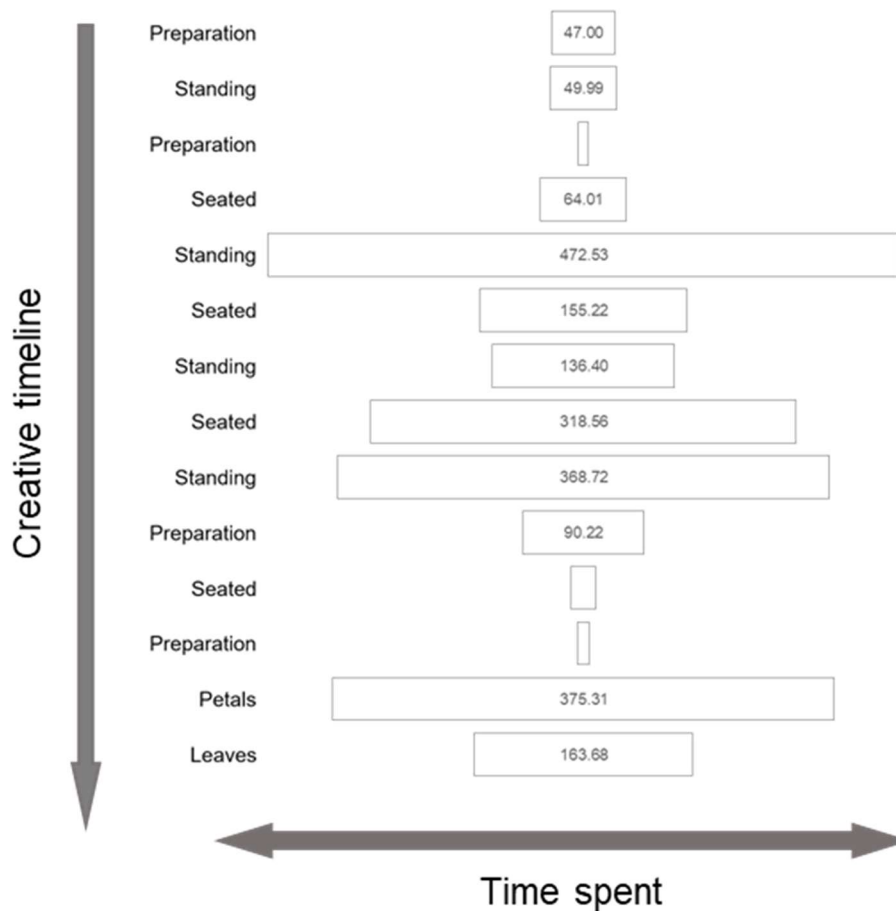 Creative timeline
Preparation 47.00
Standing 49.99
Preparation
Seated 64.01
Standing 472.53
Seated 155.22
Standing 136.40
Seated 318.56
Standing 368.72
Preparation 90.22
Seated
Preparation
Petals 375.31
Leaves 163.68
Time spent